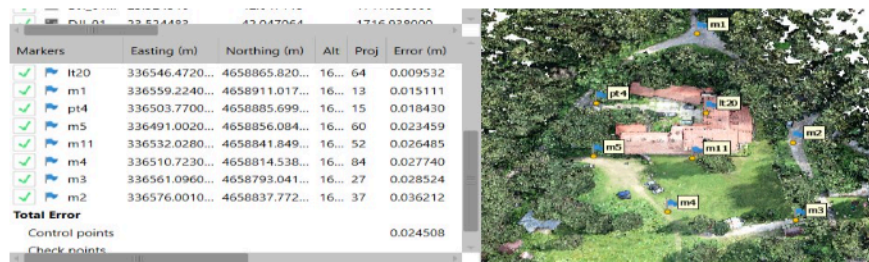 Markers Easting (m) Northing (m) Alt Proj Error (m)
lt20 336546.4720... 4658865.820... 16... 64 0.009532
m1 336559.2240... 4658911.017... 16... 13 0.015111
pt4 336503.7700... 4658885.699... 16... 15 0.018430
m5 336491.0020... 4658856.084... 16... 60 0.023459
m11 336532.0280... 4658841.849... 16... 52 0.026485
m4 336510.7230... 4658814.538... 16... 84 0.027740
m3 336561.0960... 4658793.041... 16... 27 0.028524
m2 336576.0010... 4658837.772... 16... 37 0.036212
Total Error
Control points 0.024508
Check points
m1
pt4
lt20
m2
m5
m11
m4
m3